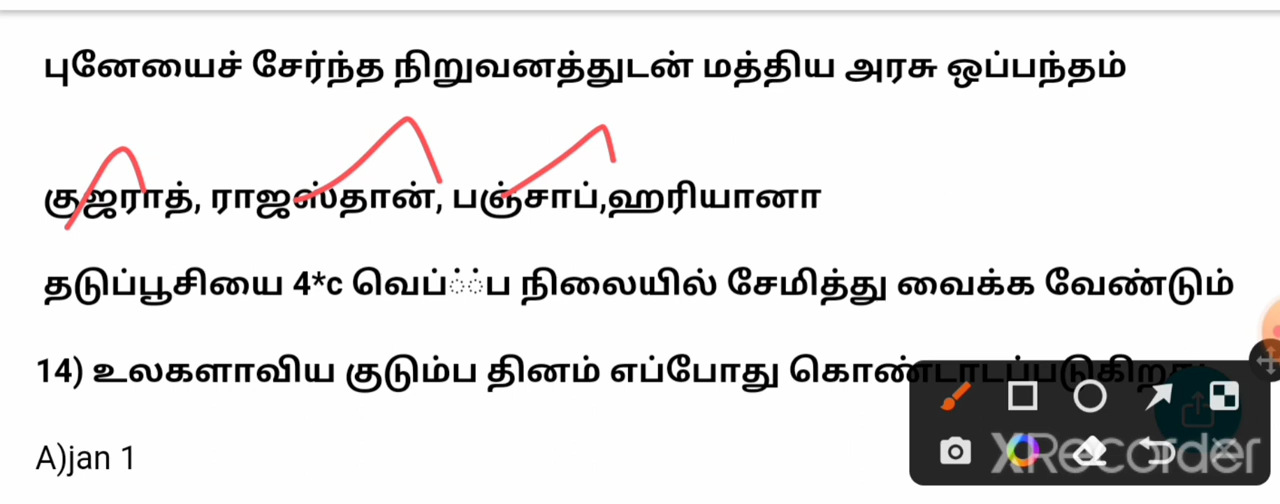 புனேயைச் சேர்ந்த நிறுவனத்துடன் மத்திய அரசு ஒப்பந்தம்
குஜராத், ராஜஸ்தான், பஞ்சாப்,ஹரியானா
தடுப்பூசியை 4*c வெப்்்ப நிலையில் சேமித்து வைக்க வேண்டும்
14) உலகளாவிய குடும்ப தினம் எப்போது கொண்டாடப்படுகிறது
A)jan 1
XRecorder